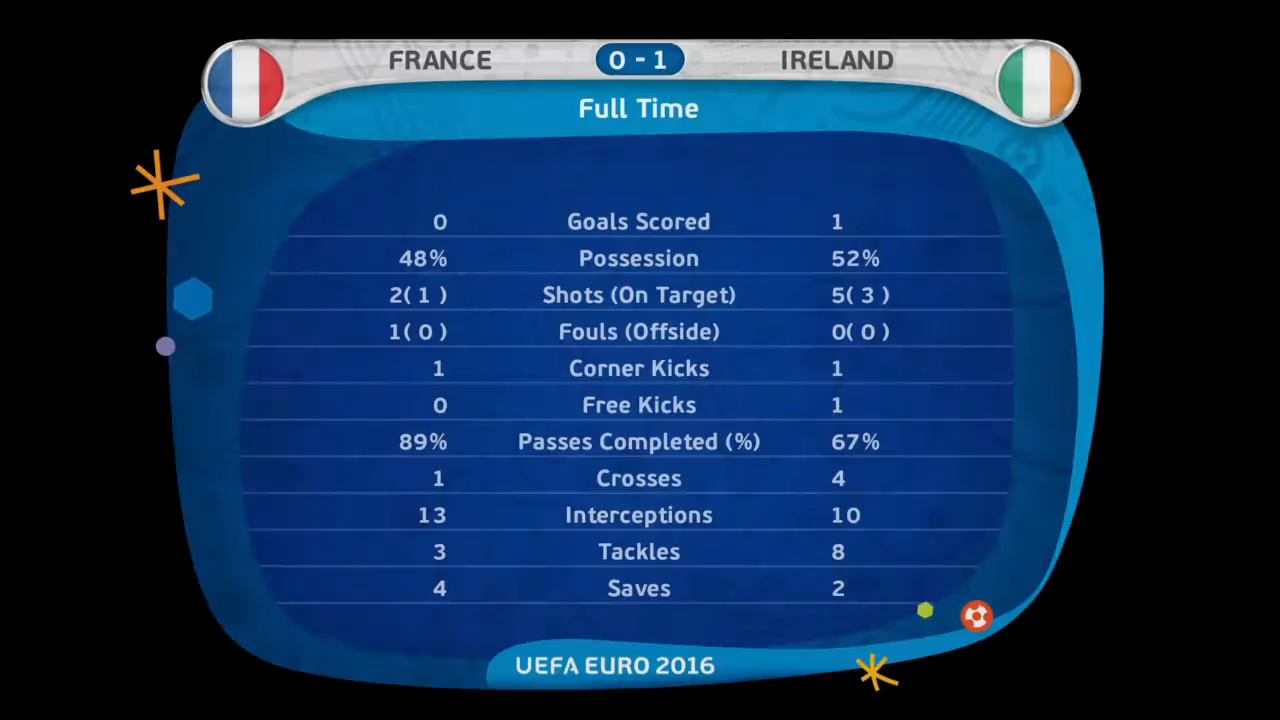 FRANCE 0 - 1 IRELAND
Full Time
0 Goals Scored 1
48% Possession 52%
2( 1 ) Shots (On Target) 5( 3 )
1( 0 ) Fouls (Offside) 0( 0 )
1 Corner Kicks 1
0 Free Kicks 1
89% Passes Completed (%) 67%
1 Crosses 4
13 Interceptions 10
3 Tackles 8
4 Saves 2
UEFA EURO 2016